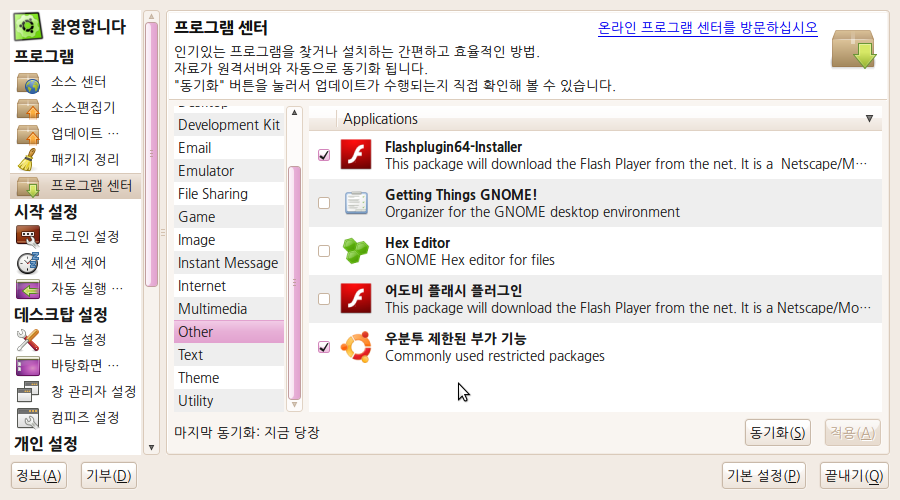 환영합니다
프로그램
소스 센터
소스편집기
업데이트 ···
패키지 정리
프로그램 센터
시작 설정
로그인 설정
세션 제어
자동 실행 ···
데스크탑 설정
그놈 설정
바탕화면 ···
창 관리자 설정
컴피즈 설정
개인 설정
프로그램 센터
온라인 프로그램 센터를 방문하십시오
인기있는 프로그램을 찾거나 설치하는 간편하고 효율적인 방법.
자료가 원격서버와 자동으로 동기화 됩니다.
"동기화" 버튼을 눌러서 업데이트가 수행되는지 직접 확인해 볼 수 있습니다.
Development Kit
Email
Emulator
File Sharing
Game
Image
Instant Message
Internet
Multimedia
Other
Text
Theme
Utility
Applications
Flashplugin64-Installer
This package will download the Flash Player from the net. It is a Netscape/M···
Getting Things GNOME!
Organizer for the GNOME desktop environment
Hex Editor
GNOME Hex editor for files
어도비 플래시 플러그인
This package will download the Flash Player from the net. It is a Netscape/Mo···
우분투 제한된 부가 기능
Commonly used restricted packages
마지막 동기화: 지금 당장
동기화(S)
적용(A)
정보(A)
기부(D)
기본 설정(P)
끝내기(Q)